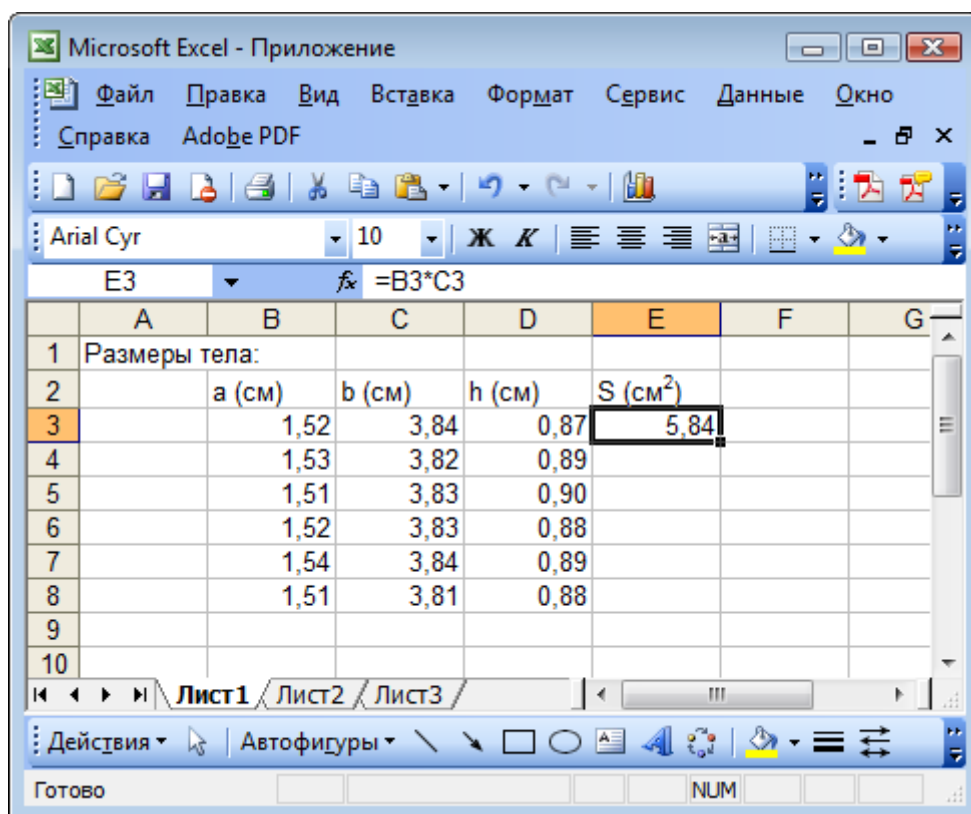 Microsoft Excel - Приложение
Файл Правка Вид Вставка Формат Сервис Данные Окно
Справка Adobe PDF
Arial Cyr 10 Ж К
E3 fx =B3*C3
A B C D E F G
1 Размеры тела:
2 a (см) b (см) h (см) S (см²)
3 1,52 3,84 0,87 5,84
4 1,53 3,82 0,89
5 1,51 3,83 0,90
6 1,52 3,83 0,88
7 1,54 3,84 0,89
8 1,51 3,81 0,88
9
10
Лист1 Лист2 Лист3
Действия Автофигуры
Готово NUM